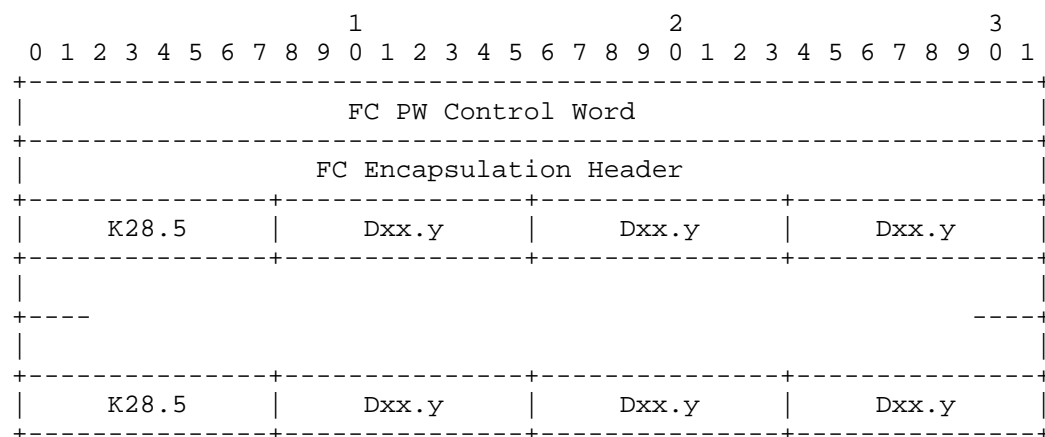 1 2 3
0 1 2 3 4 5 6 7 8 9 0 1 2 3 4 5 6 7 8 9 0 1 2 3 4 5 6 7 8 9 0 1
FC PW Control Word
FC Encapsulation Header
K28.5 Dxx.y Dxx.y Dxx.y
K28.5 Dxx.y Dxx.y Dxx.y